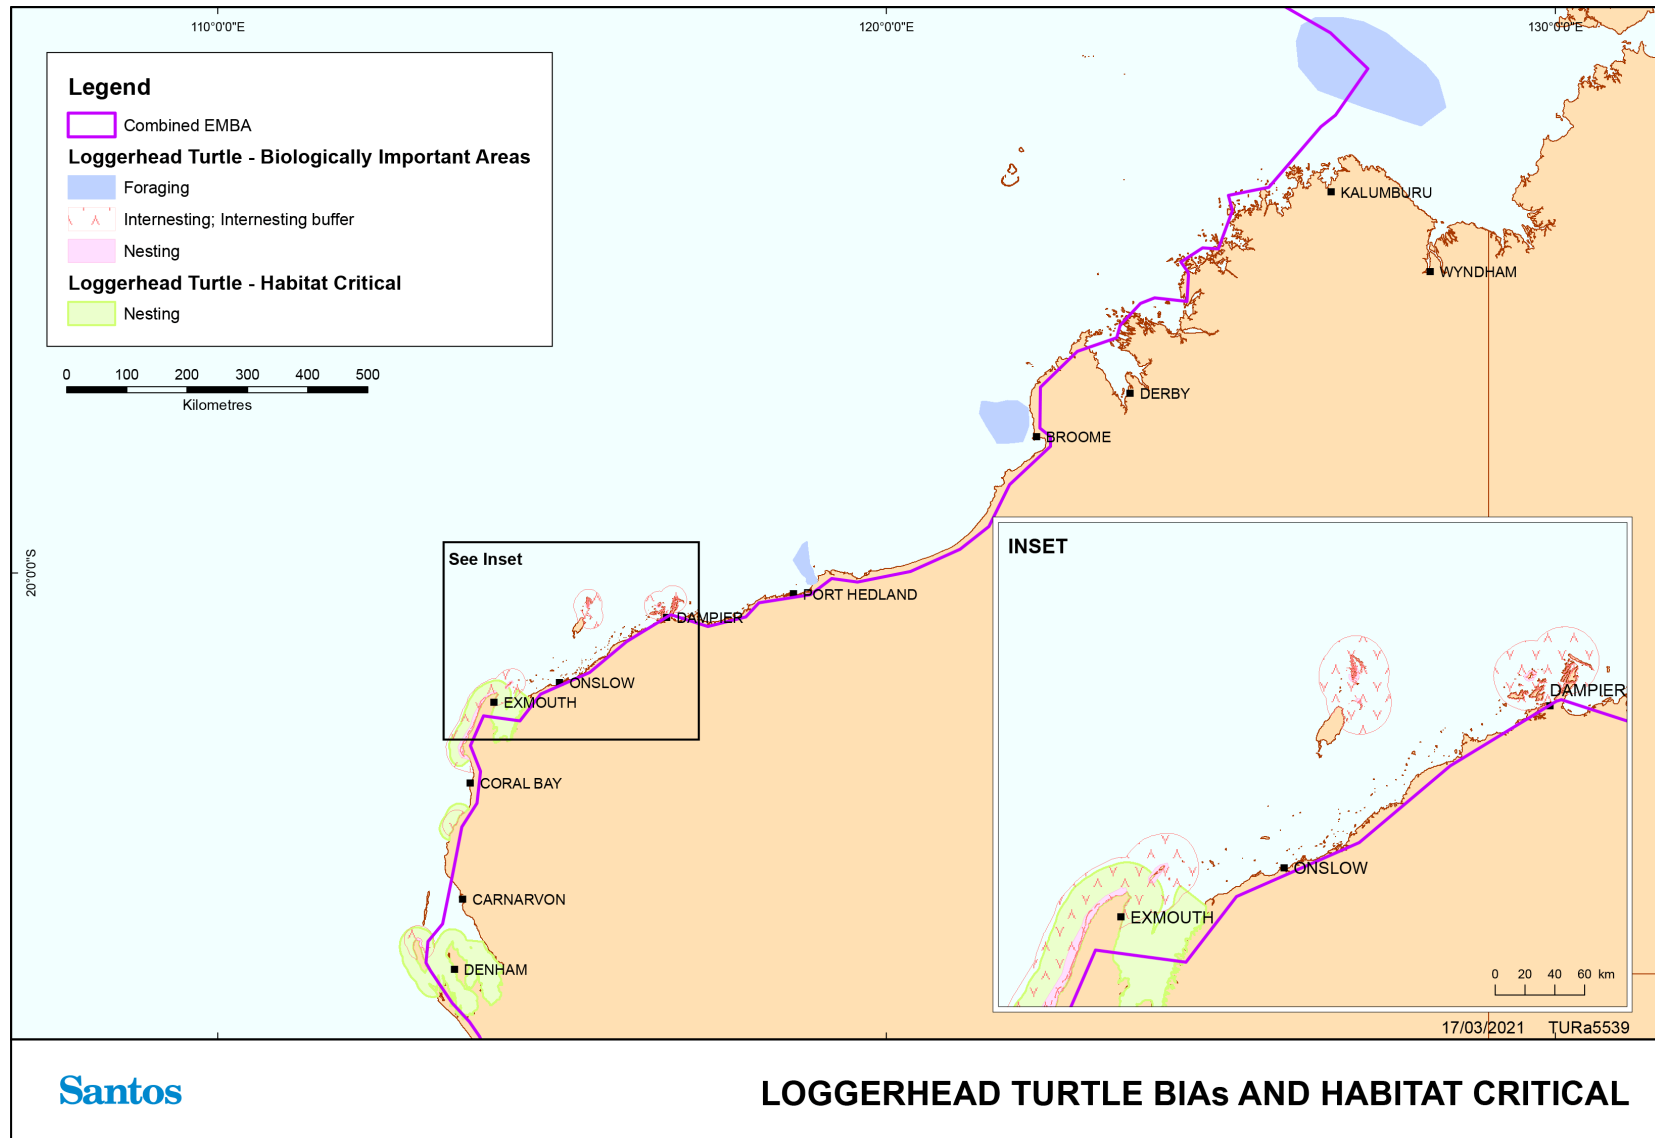 110°0'0"E
120°0'0"E
130°0'0"E
Legend
Combined EMBA
Loggerhead Turtle - Biologically Important Areas
Foraging
Internesting; Internesting buffer
Nesting
Loggerhead Turtle - Habitat Critical
Nesting
0 100 200 300 400 500
Kilometres
KALUMBURU
WYNDHAM
DERBY
BROOME
20°0'0"S
See Inset
PORT HEDLAND
DAMPIER
ONSLOW
EXMOUTH
CORAL BAY
CARNARVON
DENHAM
INSET
DAMPIER
ONSLOW
EXMOUTH
0 20 40 60 km
17/03/2021 TURa5539
Santos
LOGGERHEAD TURTLE BIAs AND HABITAT CRITICAL